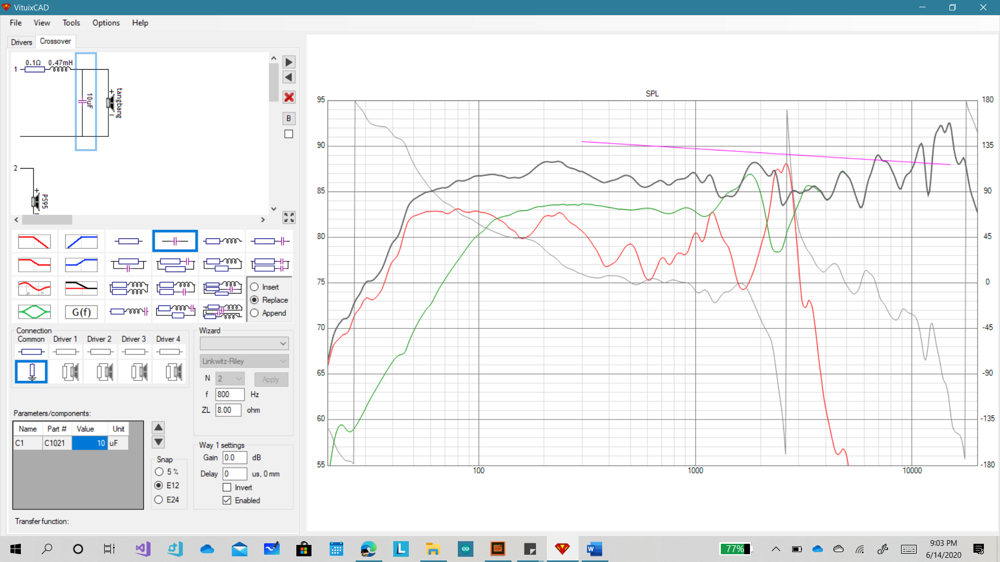 VituixCAD
File View Tools Options Help
Drivers Crossover
0.1Ω 0.47mH
1
10uF
tangbang
+
2
+
PS95
B
G(f)
Insert
Replace
Append
Connection
Common Driver 1 Driver 2 Driver 3 Driver 4
Wizard
Linkwitz-Riley
N 2 Apply
f 800 Hz
ZL 8.00 ohm
Parameters/components:
Name Part # Value Unit
C1 C1021 10 uF
Snap
5 %
E12
E24
Way 1 settings
Gain 0.0 dB
Delay 0 us, 0 mm
Invert
Enabled
Transfer function:
SPL
95 180
90 135
85 90
80 45
75 0
70 -45
65 -90
60 -135
55 -180
100 1000 10000
77%
9:03 PM
6/14/2020